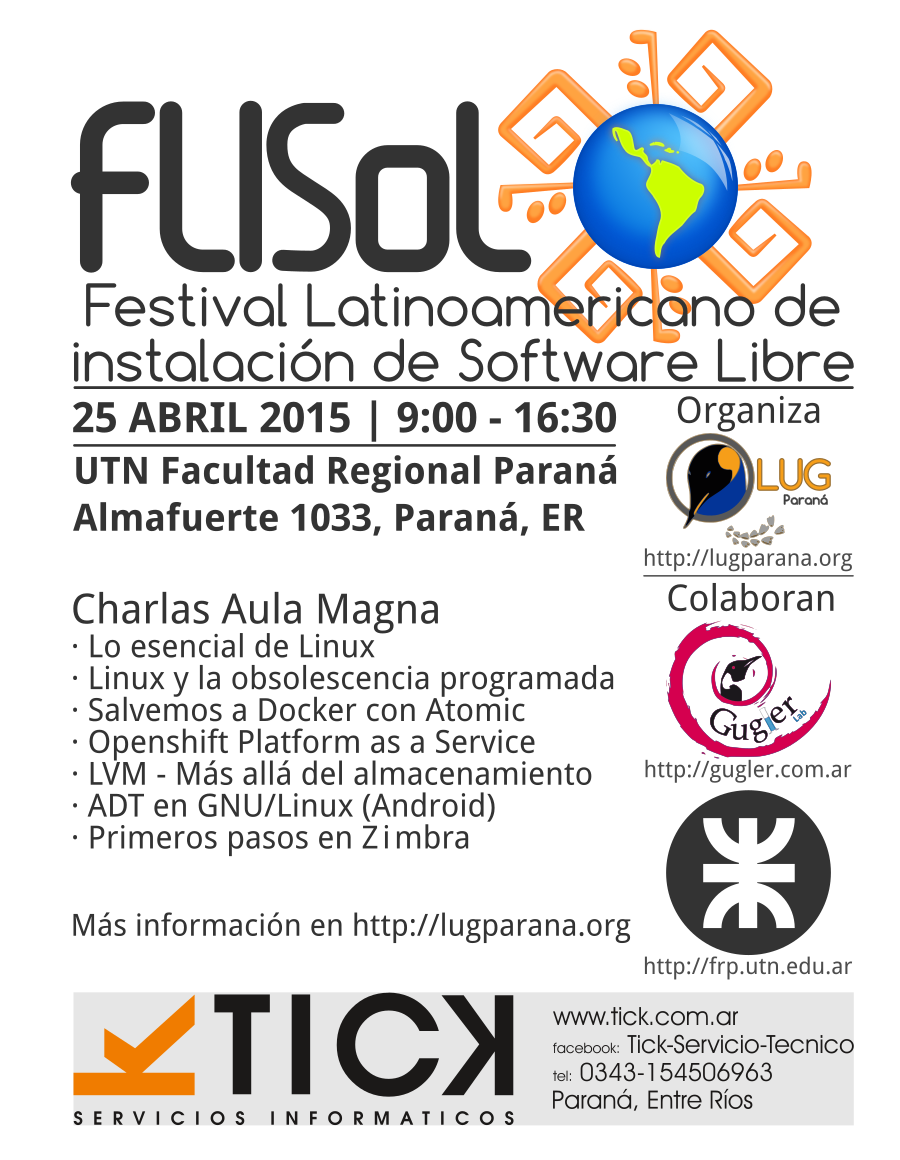 FLISoL
Festival Latinoamericano de
instalación de Software Libre
25 ABRIL 2015 | 9:00 - 16:30
UTN Facultad Regional Paraná
Almafuerte 1033, Paraná, ER
Organiza
LUG
Paraná
http://lugparana.org
Colaboran
Gugler
Lab
http://gugler.com.ar
http://frp.utn.edu.ar
Charlas Aula Magna
· Lo esencial de Linux
· Linux y la obsolescencia programada
· Salvemos a Docker con Atomic
· Openshift Platform as a Service
· LVM - Más allá del almacenamiento
· ADT en GNU/Linux (Android)
· Primeros pasos en Zimbra
Más información en http://lugparana.org
TICK
SERVICIOS INFORMATICOS
www.tick.com.ar
facebook: Tick-Servicio-Tecnico
tel: 0343-154506963
Paraná, Entre Ríos